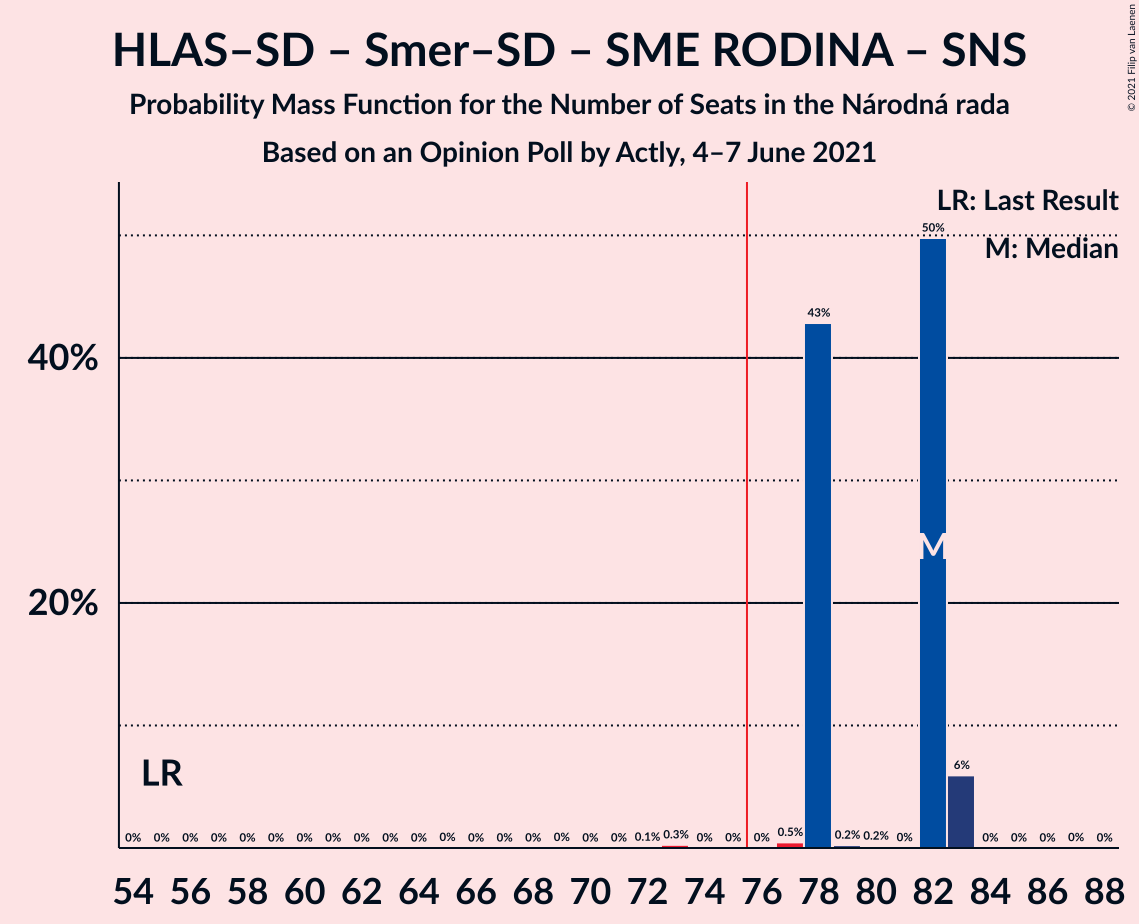 HLAS–SD – Smer–SD – SME RODINA – SNS
Probability Mass Function for the Number of Seats in the Národná rada
Based on an Opinion Poll by Actly, 4–7 June 2021
© 2021 Filip van Laenen
LR: Last Result
M: Median
50%
43%
40%
M
20%
LR
6%
0% 0% 0% 0% 0% 0% 0% 0% 0% 0% 0% 0% 0% 0% 0% 0% 0% 0% 0.1% 0.3% 0% 0% 0% 0.5% 0.2% 0.2% 0% 0% 0% 0% 0% 0%
54 56 58 60 62 64 66 68 70 72 74 76 78 80 82 84 86 88